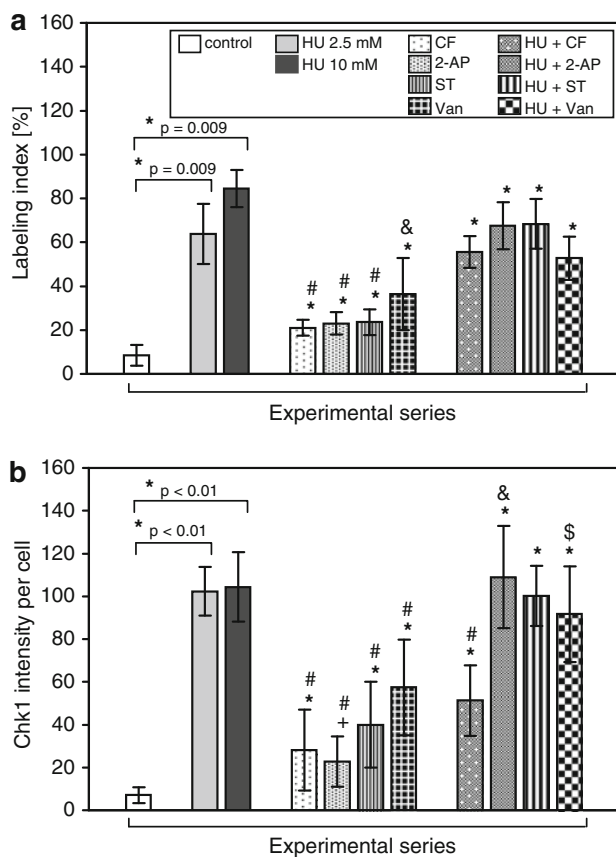 a
Labeling index [%]
160
140
120
100
80
60
40
20
0
control
HU 2.5 mM
HU 10 mM
CF
2-AP
ST
Van
HU + CF
HU + 2-AP
HU + ST
HU + Van
* p = 0.009
* p = 0.009
# *
# *
# *
& *
*
*
*
*
Experimental series
b
Chk1 intensity per cell
160
140
120
100
80
60
40
20
0
* p < 0.01
* p < 0.01
# *
# +
# *
# *
# *
& *
*
$ *
Experimental series